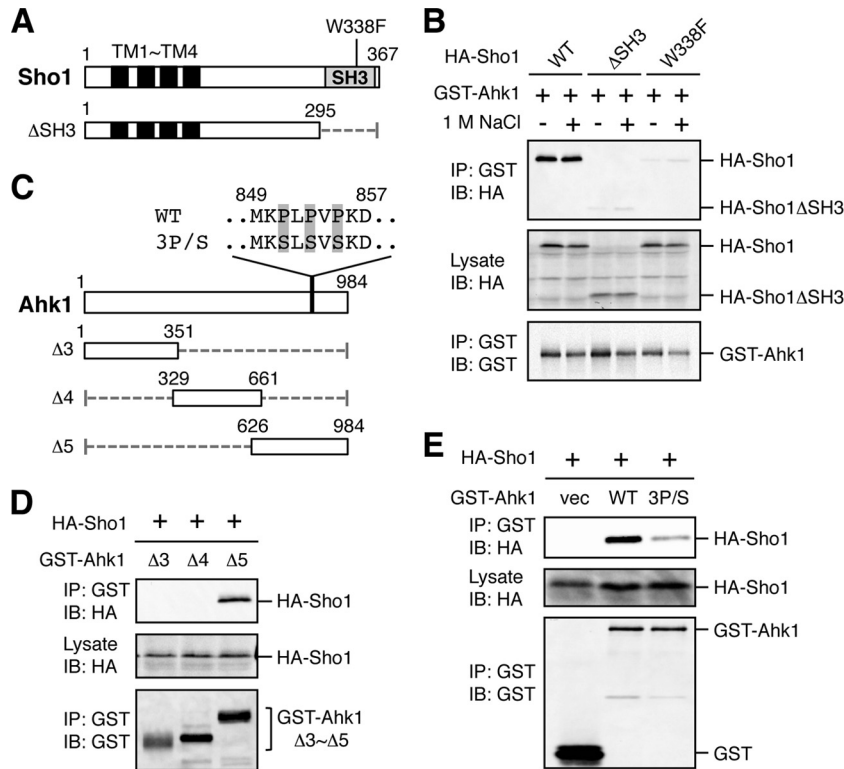 A
W338F
1 TM1~TM4 367
Sho1 SH3
1 295
ΔSH3
B
HA-Sho1 WT ΔSH3 W338F
GST-Ahk1 + + + + + +
1 M NaCl - + - + - +
IP: GST
IB: HA
HA-Sho1
HA-Sho1ΔSH3
Lysate
IB: HA
HA-Sho1
HA-Sho1ΔSH3
IP: GST
IB: GST
GST-Ahk1
C
849 857
WT ..MKPLPVPKD..
3P/S ..MKSLSVSKD..
1 984
Ahk1
1 351
Δ3
329 661
Δ4
626 984
Δ5
D
HA-Sho1 + + +
GST-Ahk1 Δ3 Δ4 Δ5
IP: GST
IB: HA
HA-Sho1
Lysate
IB: HA
HA-Sho1
IP: GST
IB: GST
GST-Ahk1
Δ3~Δ5
E
HA-Sho1 + + +
GST-Ahk1 vec WT 3P/S
IP: GST
IB: HA
HA-Sho1
Lysate
IB: HA
HA-Sho1
GST-Ahk1
IP: GST
IB: GST
GST